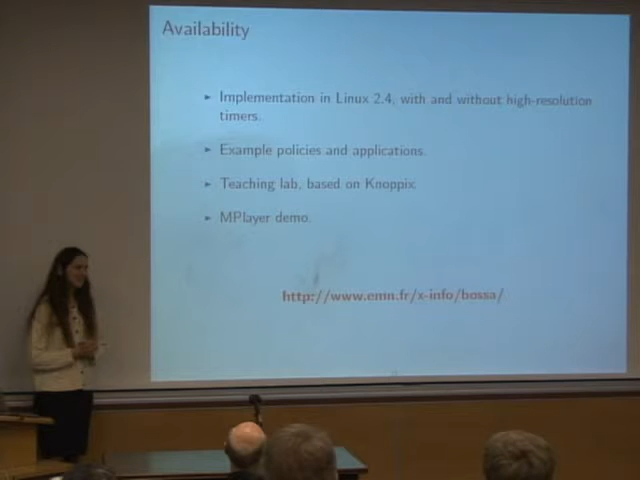 Availability
Implementation in Linux 2.4, with and without high-resolution
timers.
Example policies and applications.
Teaching lab, based on Knoppix.
MPlayer demo.
http://www.emn.fr/x-info/bossa/